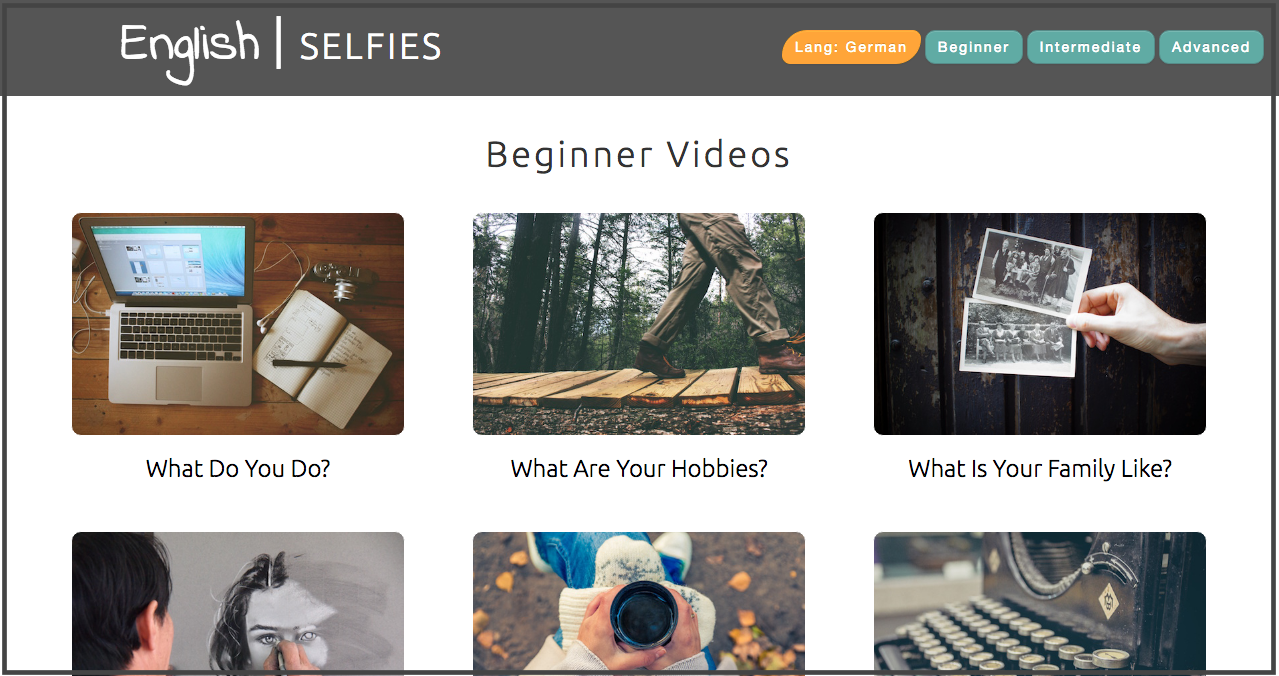 English | SELFIES
Lang: German
Beginner
Intermediate
Advanced
Beginner Videos
What Do You Do?
What Are Your Hobbies?
What Is Your Family Like?